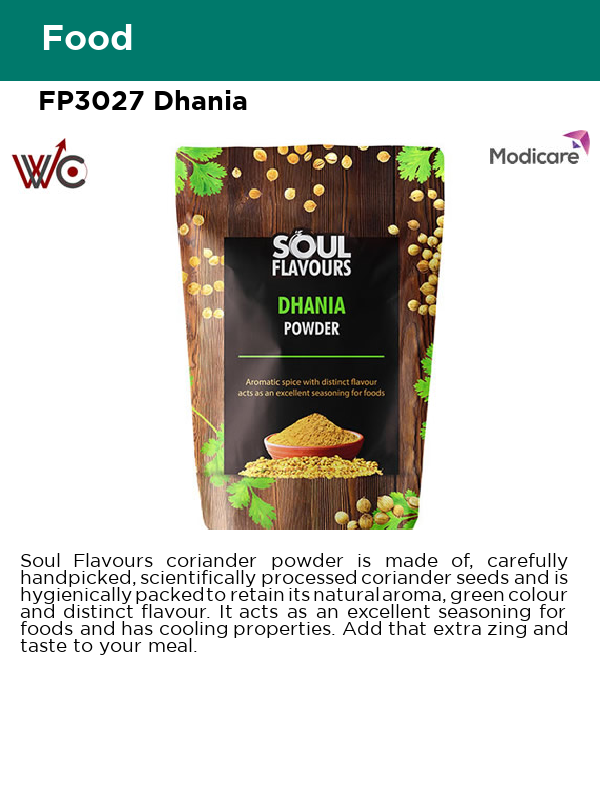 Food
FP3027 Dhania
WC
Modicare
SOUL
FLAVOURS
DHANIA
POWDER
Aromatic spice with distinct flavour
acts as an excellent seasoning for foods
Soul Flavours coriander powder is made of, carefully
handpicked, scientifically processed coriander seeds and is
hygienically packed to retain its natural aroma, green colour
and distinct flavour. It acts as an excellent seasoning for
foods and has cooling properties. Add that extra zing and
taste to your meal.